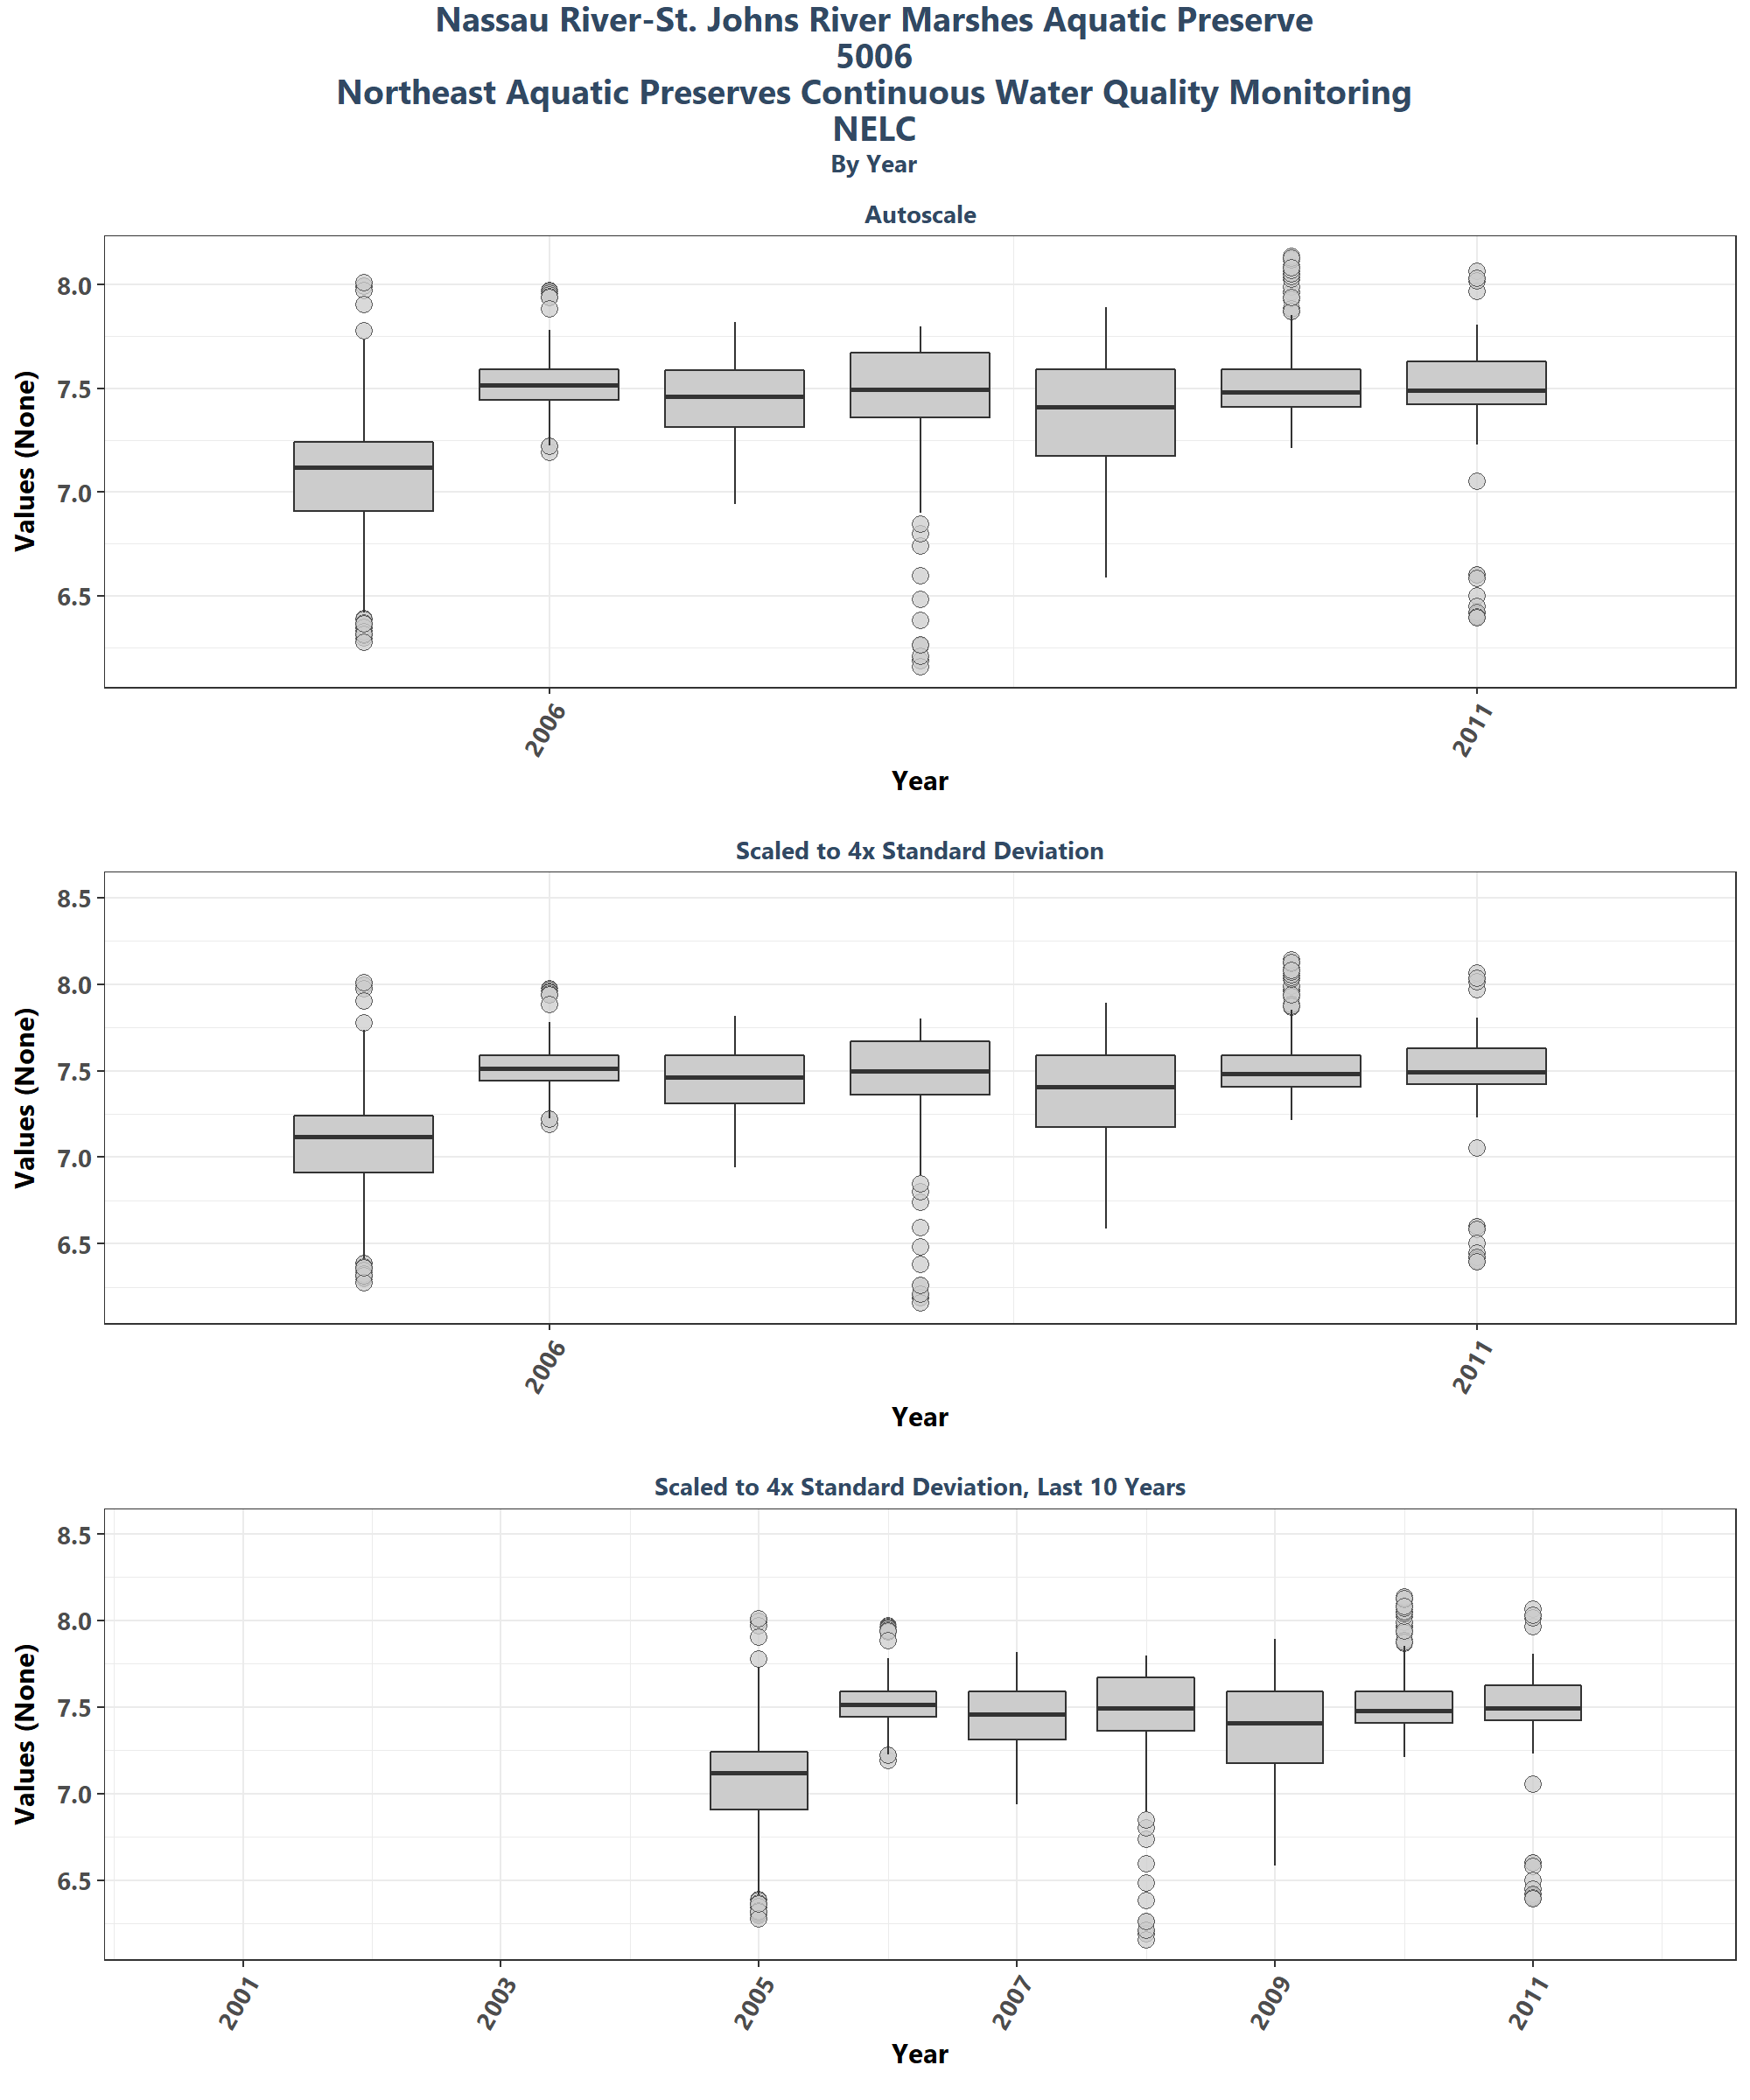 Nassau River-St. Johns River Marshes Aquatic Preserve
5006
Northeast Aquatic Preserves Continuous Water Quality Monitoring
NELC
By Year
Autoscale
Values (None)
8.0
7.5
7.0
6.5
2006
2011
Year
Scaled to 4x Standard Deviation
Values (None)
8.5
8.0
7.5
7.0
6.5
2006
2011
Year
Scaled to 4x Standard Deviation, Last 10 Years
Values (None)
8.5
8.0
7.5
7.0
6.5
2001
2003
2005
2007
2009
2011
Year